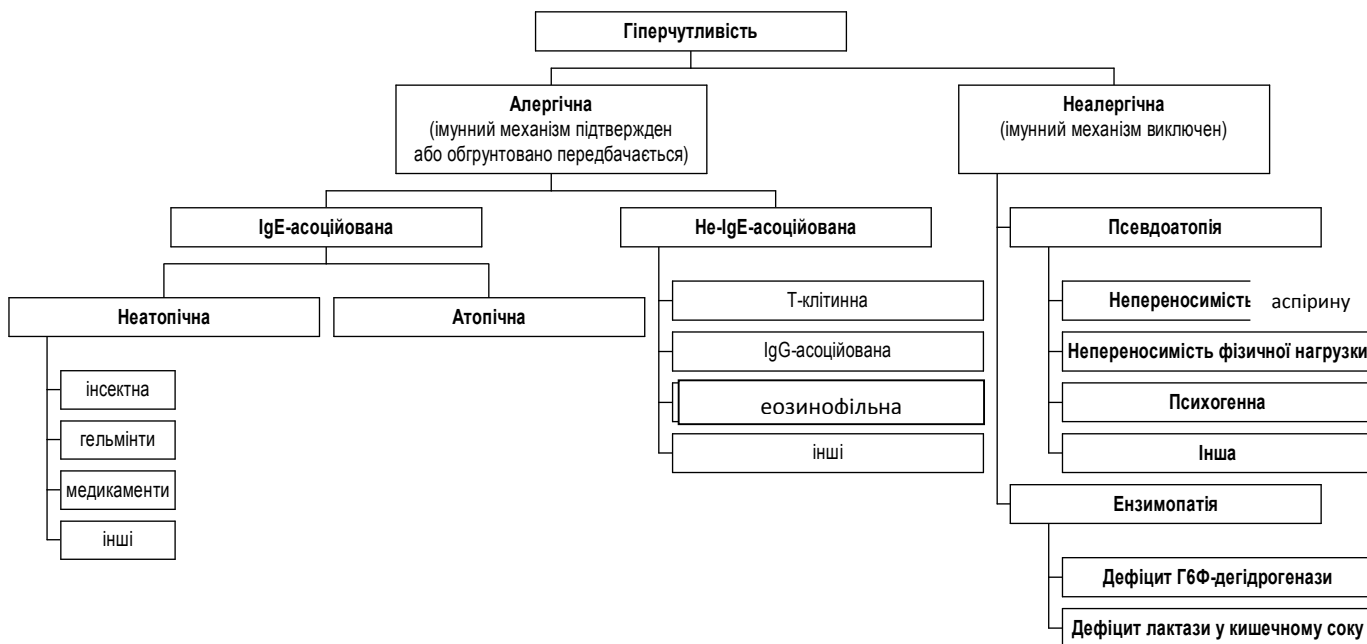 Гіперчутливість
Алергічна
(імунний механізм підтвержден
або обгрунтовано передбачається)
Неалергічна
(імунний механізм виключен)
IgE-асоційована
Не-IgE-асоційована
Псевдоатопія
Неатопічна
Атопічна
Т-клітинна
IgG-асоційована
еозинофільна
інші
інсектна
гельмінти
медикаменти
інші
Непереносимість аспірину
Непереносимість фізичної нагрузки
Психогенна
Інша
Ензимопатія
Дефіцит Г6Ф-дегідрогенази
Дефіцит лактази у кишечному соку